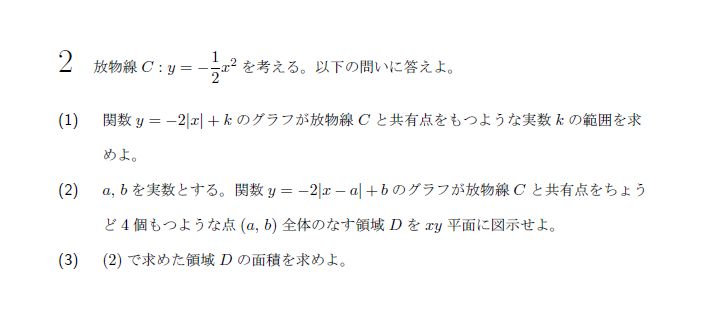 2 放物線 C : y = −\frac{1}{2}x² を考える。以下の問いに答えよ。
(1) 関数 y = −2|x| + k のグラフが放物線 C と共有点をもつような実数 k の範囲を求
めよ。
(2) a, b を実数とする。関数 y = −2|x − a| + b のグラフが放物線 C と共有点をちょう
ど 4 個もつような点 (a, b) 全体のなす領域 D を xy 平面に図示せよ。
(3) (2) で求めた領域 D の面積を求めよ。